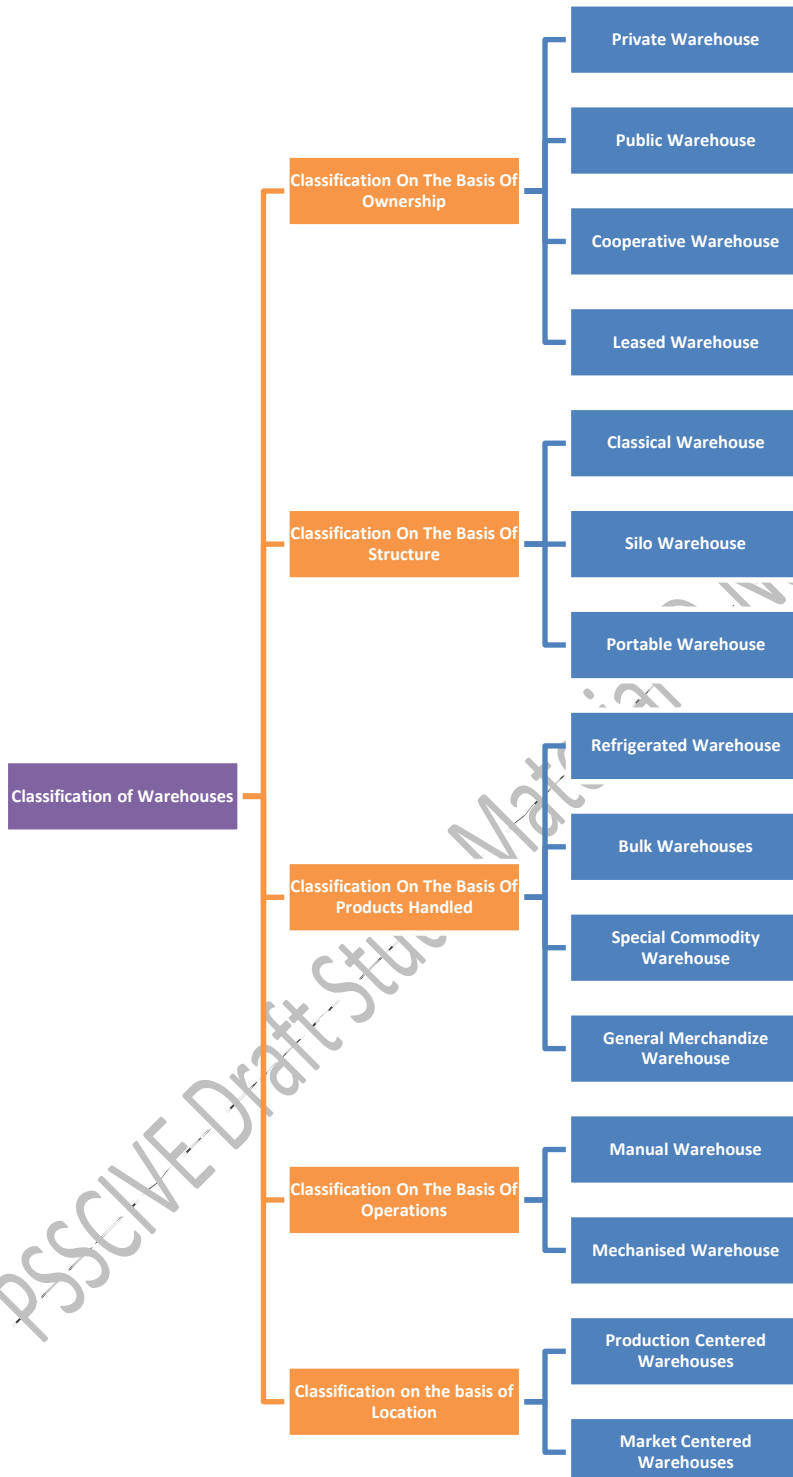 Classification of Warehouses
Classification On The Basis Of
Ownership
Private Warehouse
Public Warehouse
Cooperative Warehouse
Leased Warehouse
Classification On The Basis Of
Structure
Classical Warehouse
Silo Warehouse
Portable Warehouse
Classification On The Basis Of
Products Handled
Refrigerated Warehouse
Bulk Warehouses
Special Commodity
Warehouse
General Merchandize
Warehouse
Classification On The Basis Of
Operations
Manual Warehouse
Mechanised Warehouse
Classification on the basis of
Location
Production Centered
Warehouses
Market Centered
Warehouses
PSSCIVE Draft Study Material